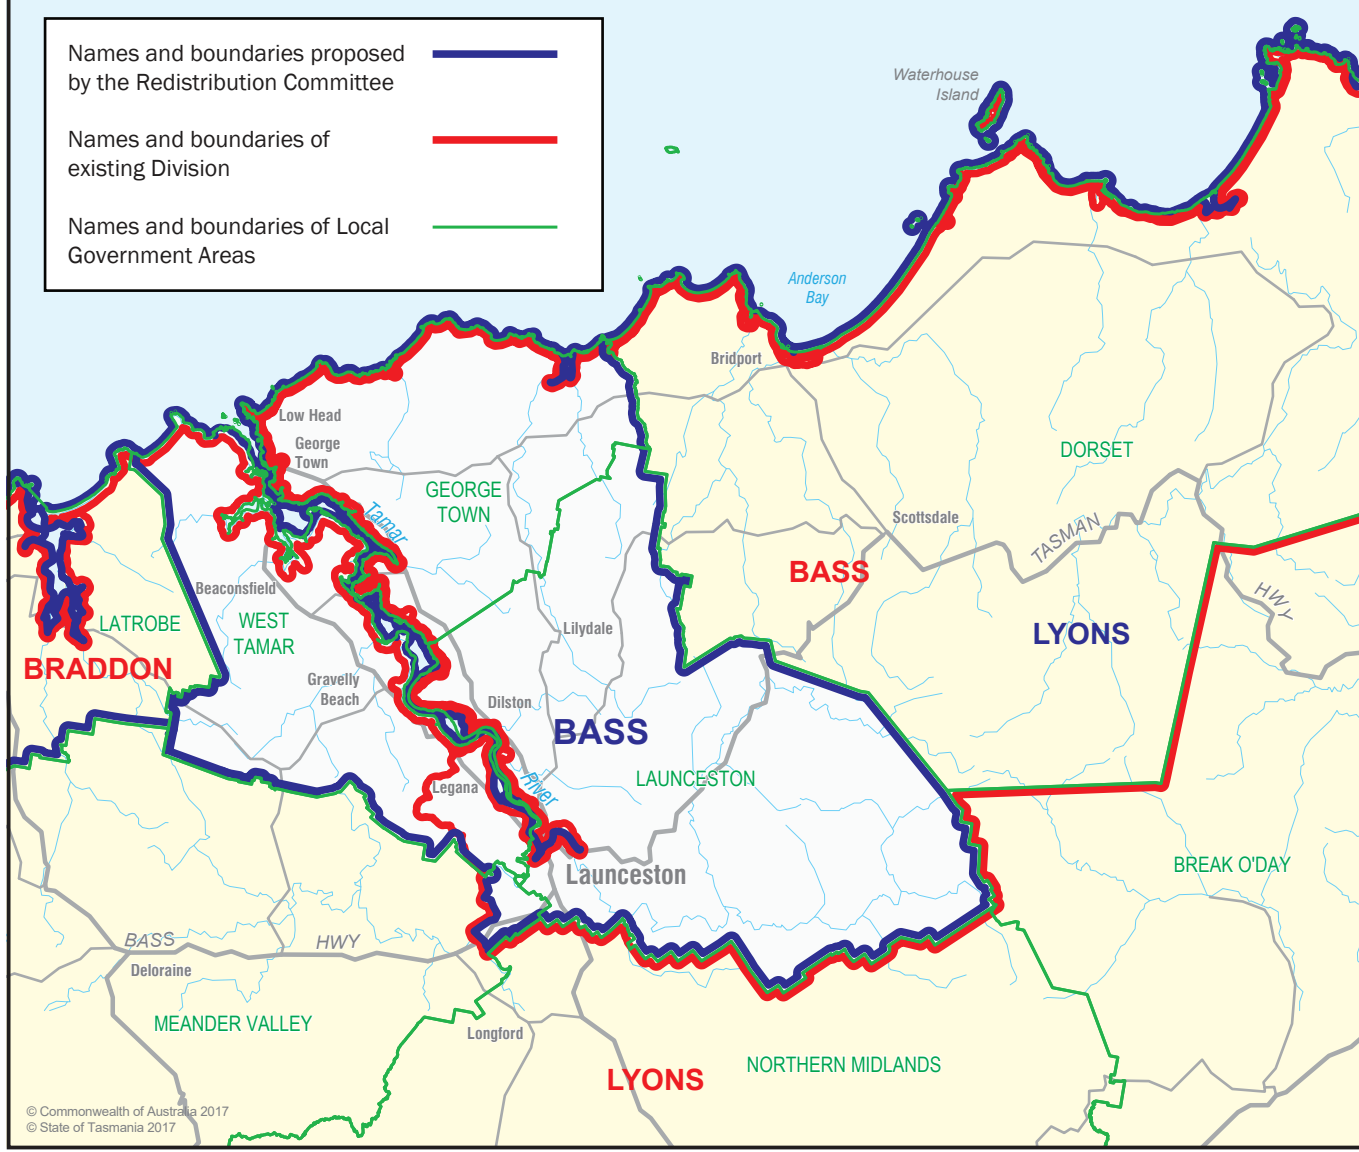 Names and boundaries proposed
by the Redistribution Committee
Names and boundaries of
existing Division
Names and boundaries of Local
Government Areas
Waterhouse
Island
Anderson
Bay
Bridport
Low Head
George
Town
GEORGE
TOWN
Tamar
DORSET
Scottsdale
TASMAN
HWY
BASS
Beaconsfield
WEST
TAMAR
LATROBE
BRADDON
Lilydale
LYONS
Gravelly
Beach
Dilston
BASS
LAUNCESTON
Legana
River
Launceston
BREAK O'DAY
BASS
HWY
Deloraine
MEANDER VALLEY
Longford
LYONS
NORTHERN MIDLANDS
© Commonwealth of Australia 2017
© State of Tasmania 2017